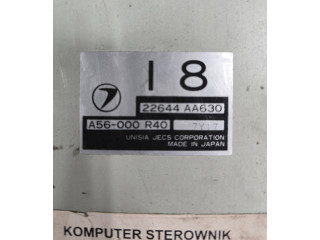 18
22644 AA630
A56-000 R40
UNISIA JECS CORPORATION
MADE IN JAPAN
KOMPUTER STEROWNIK